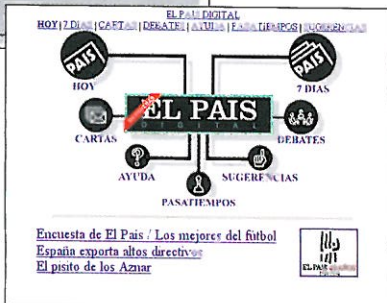 EL PAIS DIGITAL
HOY | 7 DIAS | CARTAS | DEBATES | AYUDA | PASATIEMPOS | SUGERENCIAS
PAIS
PAIS
HOY
7 DIAS
EL PAIS
DIGITAL
CARTAS
DEBATES
AYUDA
SUGERENCIAS
PASATIEMPOS
Encuesta de El País / Los mejores del fútbol
España exporta altos directivos
El pisito de los Aznar
EL PAIS